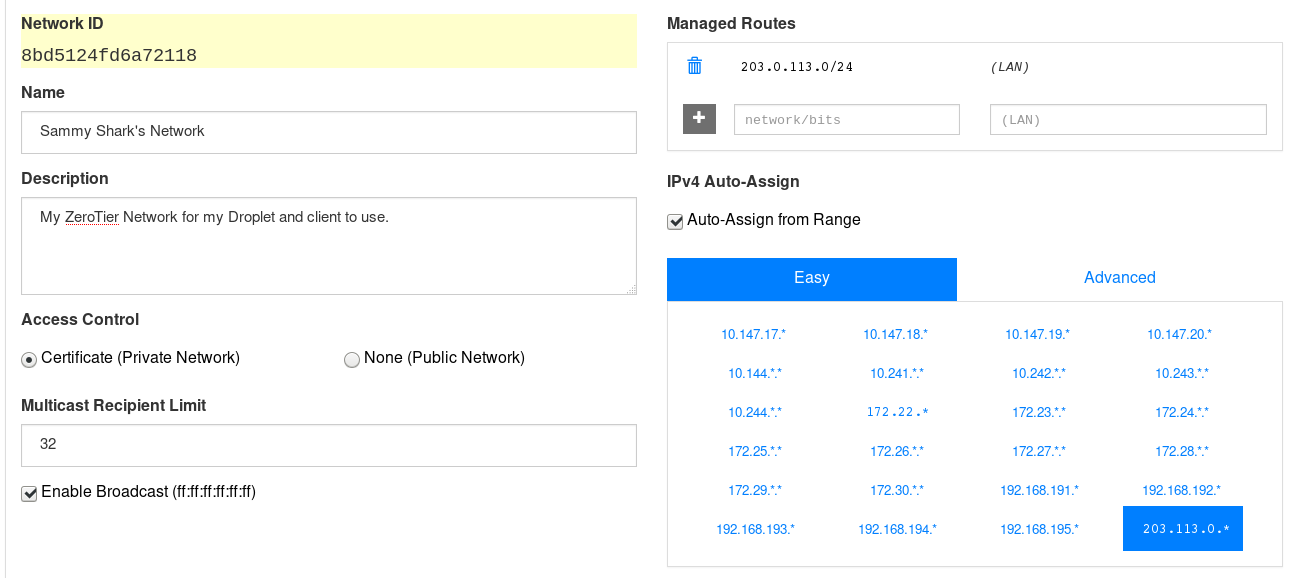 Network ID
8bd5124fd6a72118
Name
Sammy Shark's Network
Description
My ZeroTier Network for my Droplet and client to use.
Access Control
Certificate (Private Network) None (Public Network)
Multicast Recipient Limit
32
Enable Broadcast (ff:ff:ff:ff:ff:ff)
Managed Routes
203.0.113.0/24 (LAN)
+ network/bits (LAN)
IPv4 Auto-Assign
Auto-Assign from Range
Easy Advanced
10.147.17.* 10.147.18.* 10.147.19.* 10.147.20.*
10.144.*.* 10.241.*.* 10.242.*.* 10.243.*.*
10.244.*.* 172.22.* 172.23.*.* 172.24.*.*
172.25.*.* 172.26.*.* 172.27.*.* 172.28.*.*
172.29.*.* 172.30.*.* 192.168.191.* 192.168.192.*
192.168.193.* 192.168.194.* 192.168.195.* 203.113.0.*